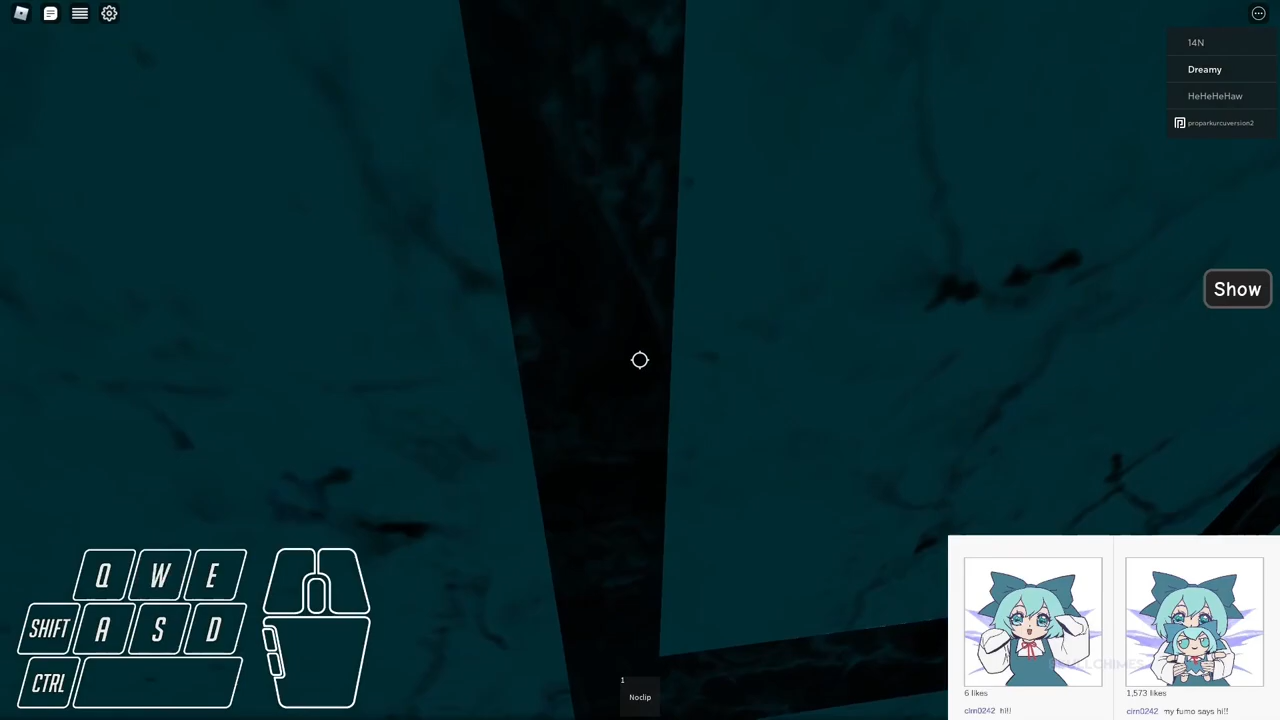 14N
Dreamy
HeHeHeHaw
proparkurcuversion2
Show
Q W E
SHIFT A S D
CTRL
1
Noclip
6 likes
cirn0242 hi!!
1,573 likes
cirn0242 my fumo says hi!!